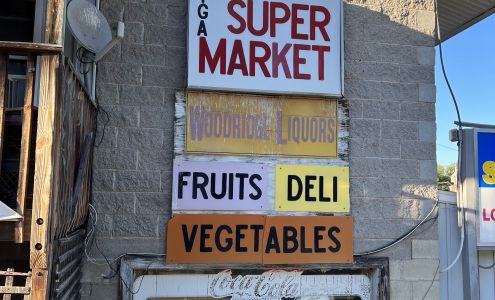 IGA SUPER
MARKET
WOODRIDGE LIQUORS
FRUITS DELI
VEGETABLES
Coca-Cola